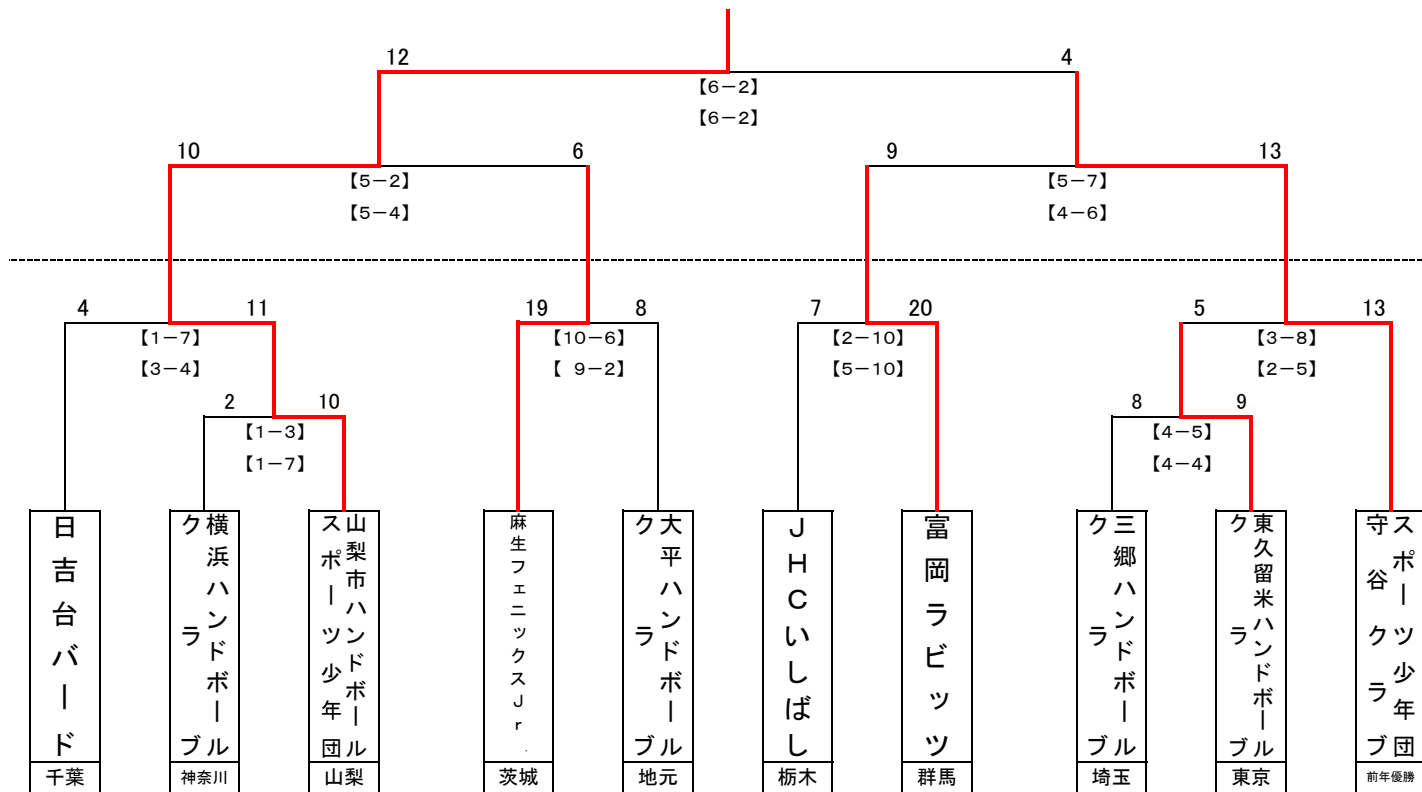 12
4
【6－2】
【6－2】
10
6
9
13
【5－2】
【5－4】
【5－7】
【4－6】
4
11
19
8
7
20
5
13
【1－7】
【3－4】
【10－6】
【 9－2】
【2－10】
【5－10】
【3－8】
【2－5】
2
10
8
9
【1－3】
【1－7】
【4－5】
【4－4】
日吉台バード
千葉
横浜ハンドボール
クラブ
神奈川
山梨市ハンドボール
スポーツ少年団
山梨
麻生フェニックスJr.
茨城
大平ハンドボール
クラブ
地元
JHCいしばし
栃木
富岡ラビッツ
群馬
三郷ハンドボール
クラブ
埼玉
東久留米ハンドボール
クラブ
東京
スポーツ少年団
守谷クラブ
前年優勝